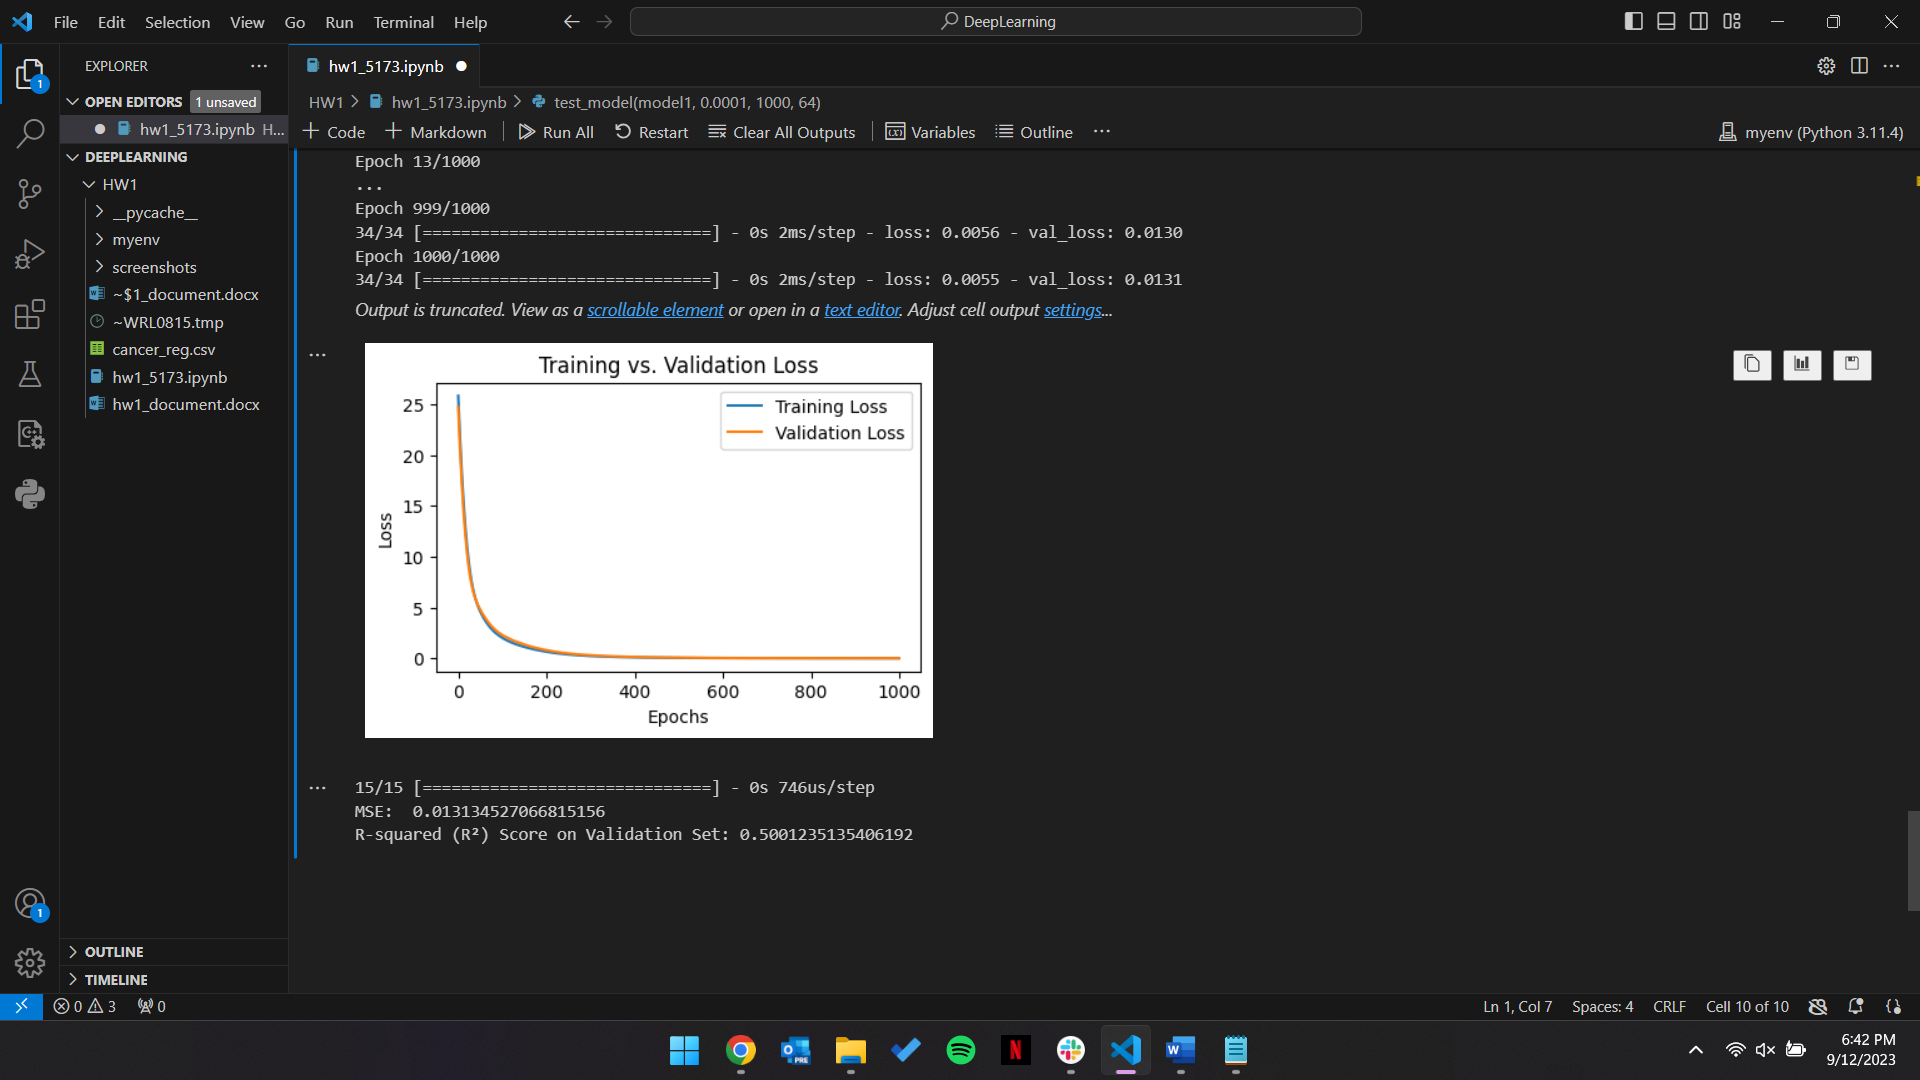 File Edit Selection View Go Run Terminal Help
DeepLearning
EXPLORER
OPEN EDITORS 1 unsaved
hw1_5173.ipynb H...
DEEPLEARNING
HW1
__pycache__
myenv
screenshots
~$1_document.docx
~WRL0815.tmp
cancer_reg.csv
hw1_5173.ipynb
hw1_document.docx
OUTLINE
TIMELINE
1
1
hw1_5173.ipynb
HW1 > hw1_5173.ipynb > test_model(model1, 0.0001, 1000, 64)
+ Code + Markdown Run All Restart Clear All Outputs Variables Outline ...
myenv (Python 3.11.4)
Epoch 13/1000
...
Epoch 999/1000
34/34 [==============================] - 0s 2ms/step - loss: 0.0056 - val_loss: 0.0130
Epoch 1000/1000
34/34 [==============================] - 0s 2ms/step - loss: 0.0055 - val_loss: 0.0131
Output is truncated. View as a scrollable element or open in a text editor. Adjust cell output settings...
Training vs. Validation Loss
Training Loss
Validation Loss
25
20
15
10
5
0
Loss
0 200 400 600 800 1000
Epochs
15/15 [==============================] - 0s 746us/step
MSE:  0.013134527066815156
R-squared (R²) Score on Validation Set: 0.5001235135406192
0 3 0
Ln 1, Col 7 Spaces: 4 CRLF Cell 10 of 10
PRE
N
W
6:42 PM
9/12/2023